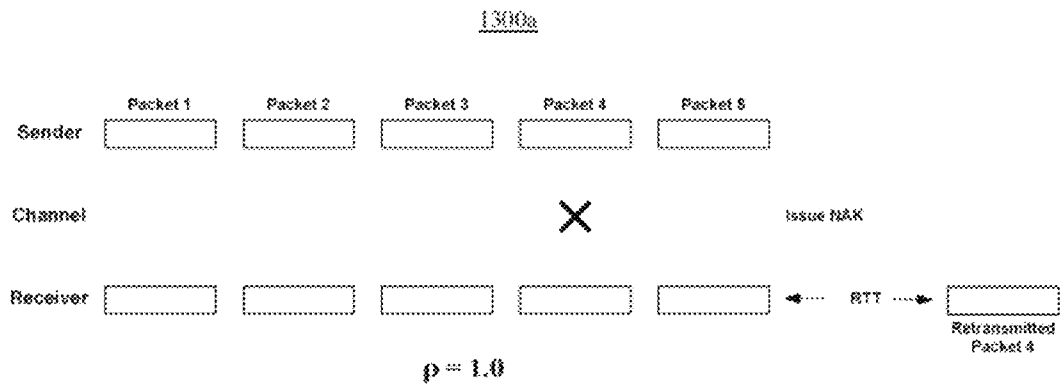 1300a
Packet 1 Packet 2 Packet 3 Packet 4 Packet 5
Sender
Channel
Issue NAK
Receiver
RTT
Retransmitted
Packet 4
ρ = 1.0